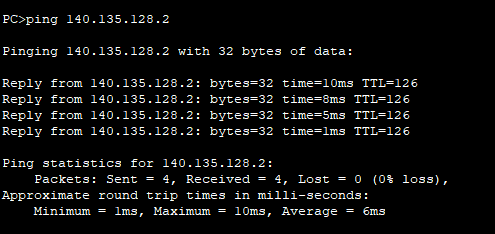 PC>ping 140.135.128.2
Pinging 140.135.128.2 with 32 bytes of data:
Reply from 140.135.128.2: bytes=32 time=10ms TTL=126
Reply from 140.135.128.2: bytes=32 time=8ms TTL=126
Reply from 140.135.128.2: bytes=32 time=5ms TTL=126
Reply from 140.135.128.2: bytes=32 time=1ms TTL=126
Ping statistics for 140.135.128.2:
Packets: Sent = 4, Received = 4, Lost = 0 (0% loss),
Approximate round trip times in milli-seconds:
Minimum = 1ms, Maximum = 10ms, Average = 6ms